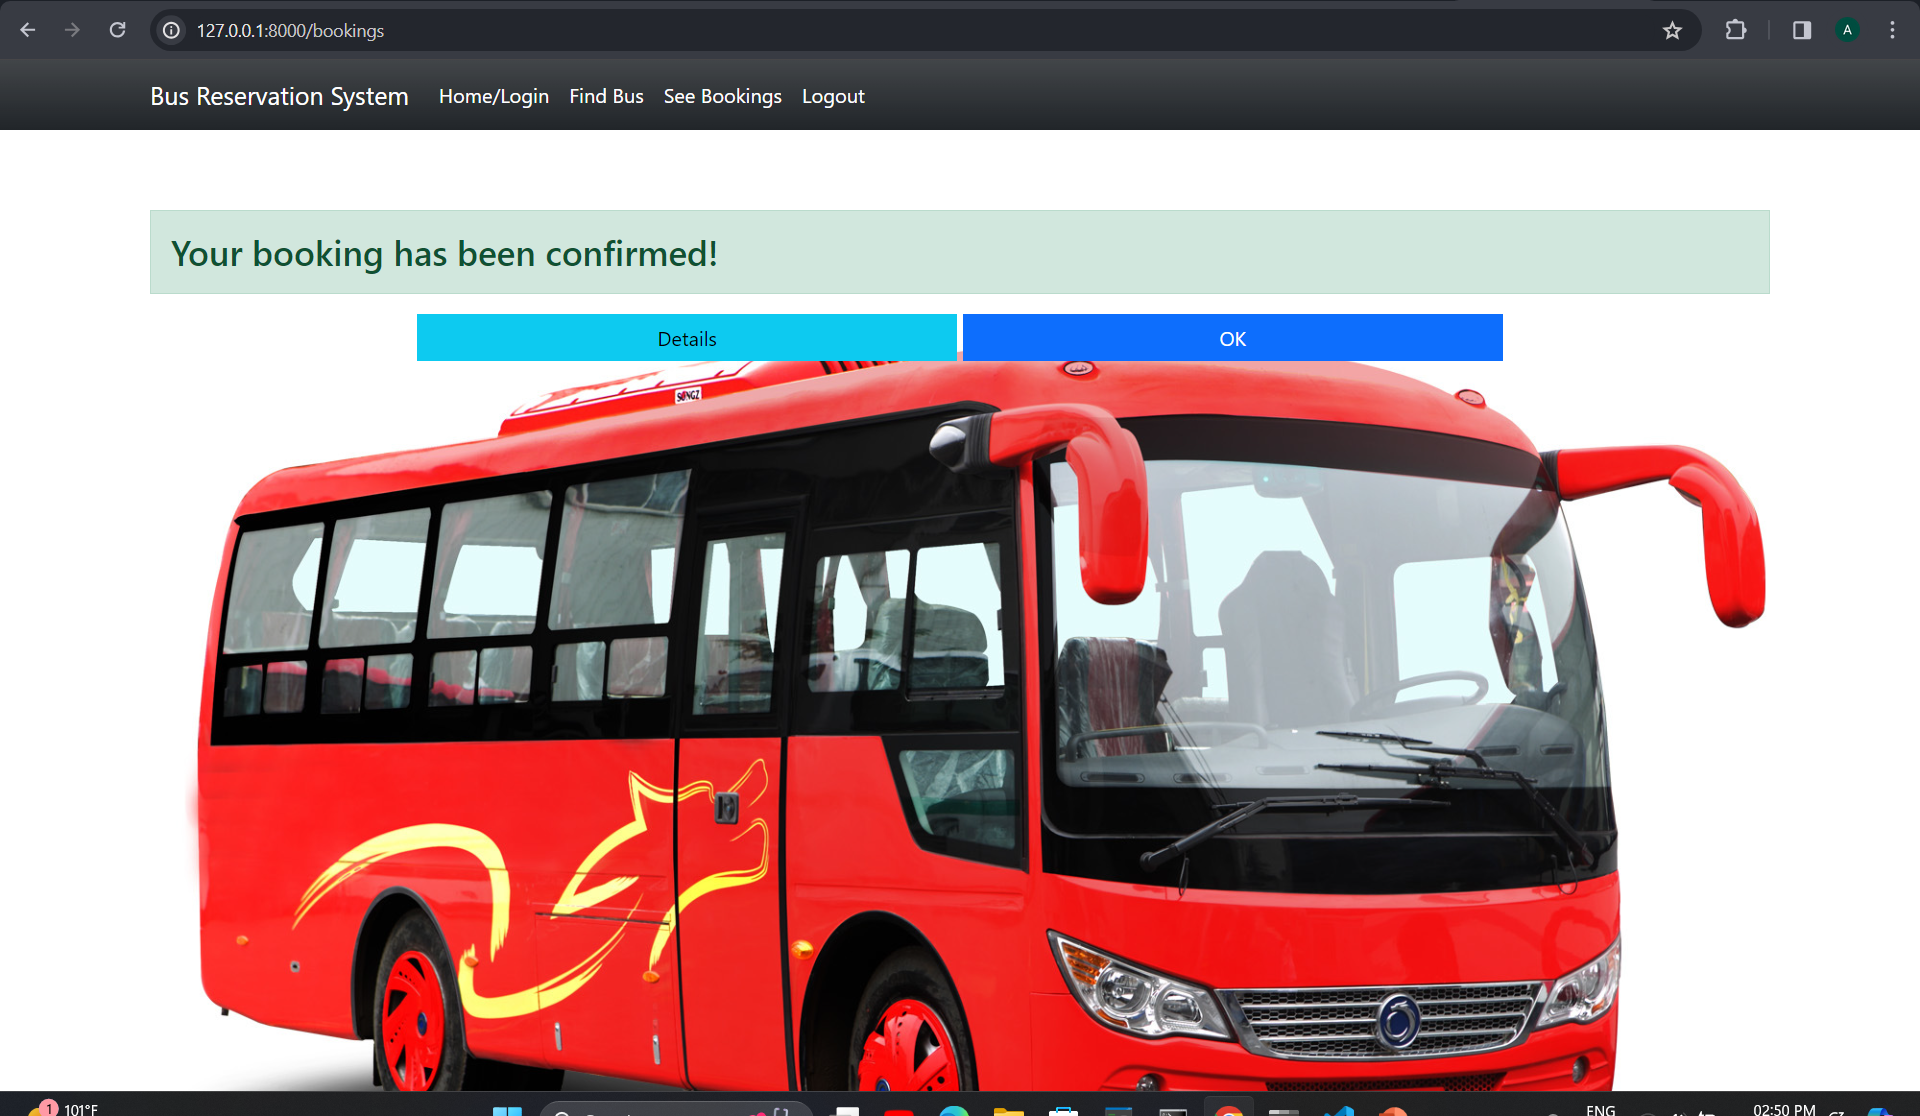 127.0.0.1:8000/bookings
A
Bus Reservation System Home/Login Find Bus See Bookings Logout
Your booking has been confirmed!
Details OK
SONGZ
1 101°F
ENG 02:50 PM